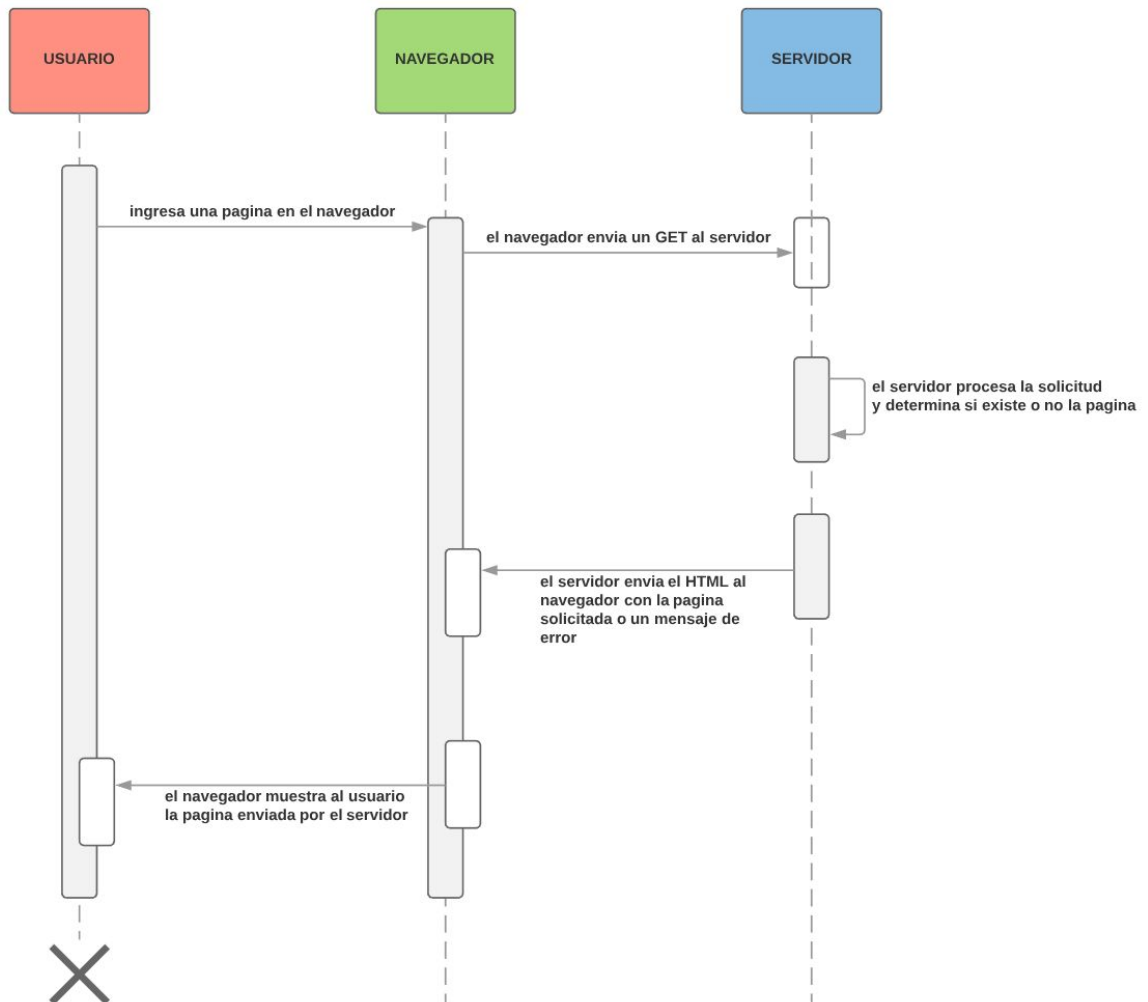 USUARIO
NAVEGADOR
SERVIDOR
ingresa una pagina en el navegador
el navegador envia un GET al servidor
el servidor procesa la solicitud
y determina si existe o no la pagina
el servidor envia el HTML al
navegador con la pagina
solicitada o un mensaje de
error
el navegador muestra al usuario
la pagina enviada por el servidor